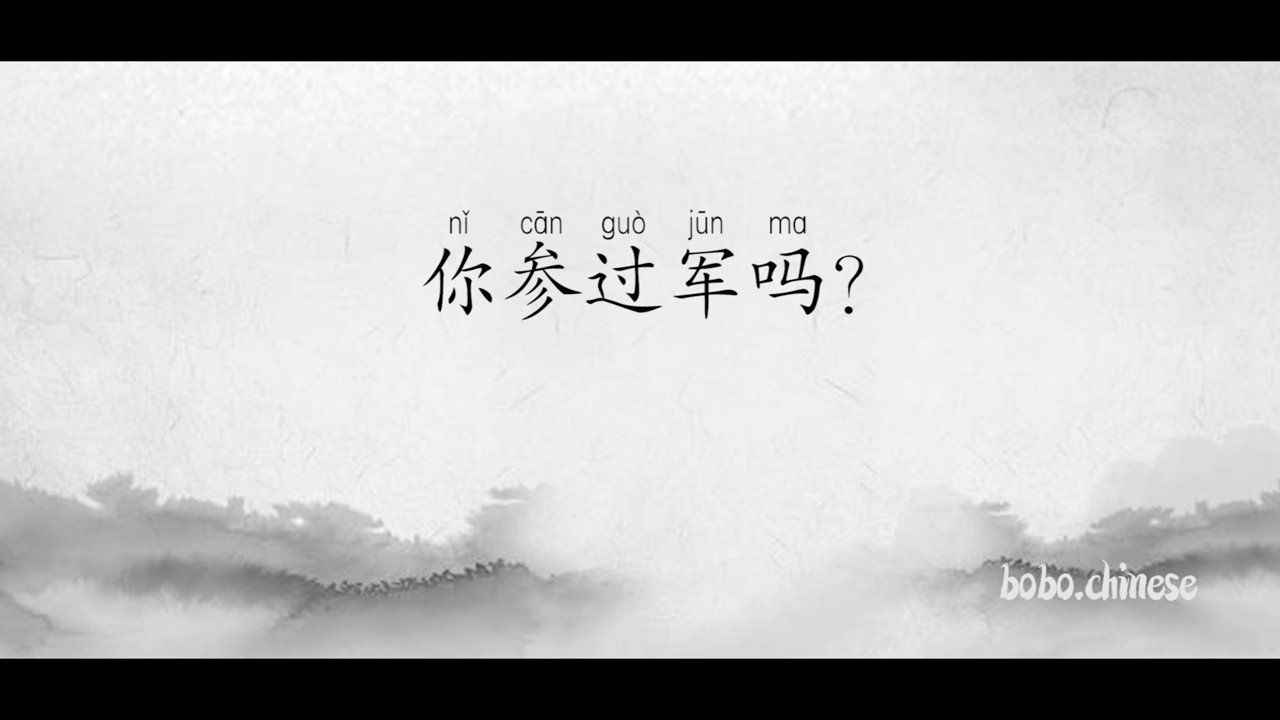 nǐ cān guò jūn ma
你参过军吗?
bobo.chinese